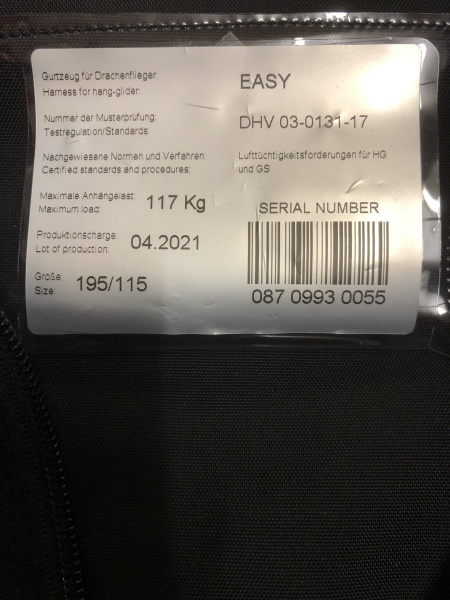 Gurtzeug für Drachenflieger:
Harness for hang-glider:
EASY
Nummer der Musterprüfung:
Testregulation/Standards:
DHV 03-0131-17
Nachgewiesene Normen und Verfahren:
Certified standards and procedures:
Lufttüchtigkeitsforderungen für HG
und GS
Maximale Anhängelast:
Maximum load:
117 Kg
Produktionscharge:
Lot of production:
04.2021
Größe:
Size:
195/115
SERIAL NUMBER
087 0993 0055